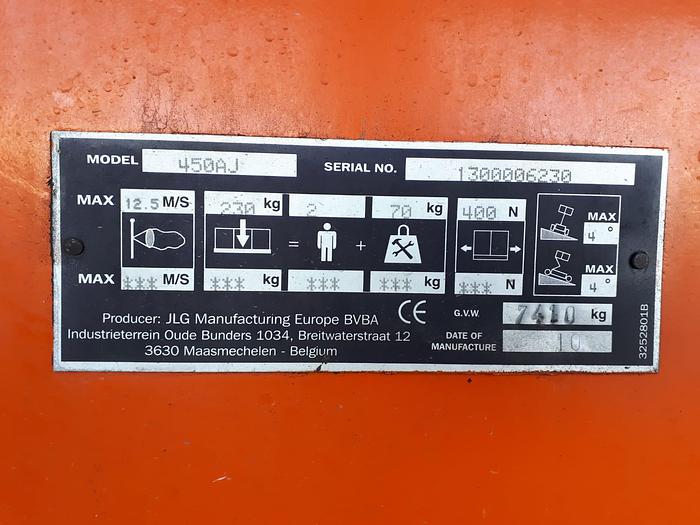 MODEL 450AJ SERIAL NO. 1300006230
MAX 12.5 M/S 230 kg 2 70 kg 400 N MAX 4°
= +
MAX *** M/S *** kg *** *** kg *** N MAX 4°
Producer: JLG Manufacturing Europe BVBA CE G.V.W. 7410 kg
Industrieterrein Oude Bunders 1034, Breitwaterstraat 12 DATE OF MANUFACTURE 10
3630 Maasmechelen - Belgium
3252801B